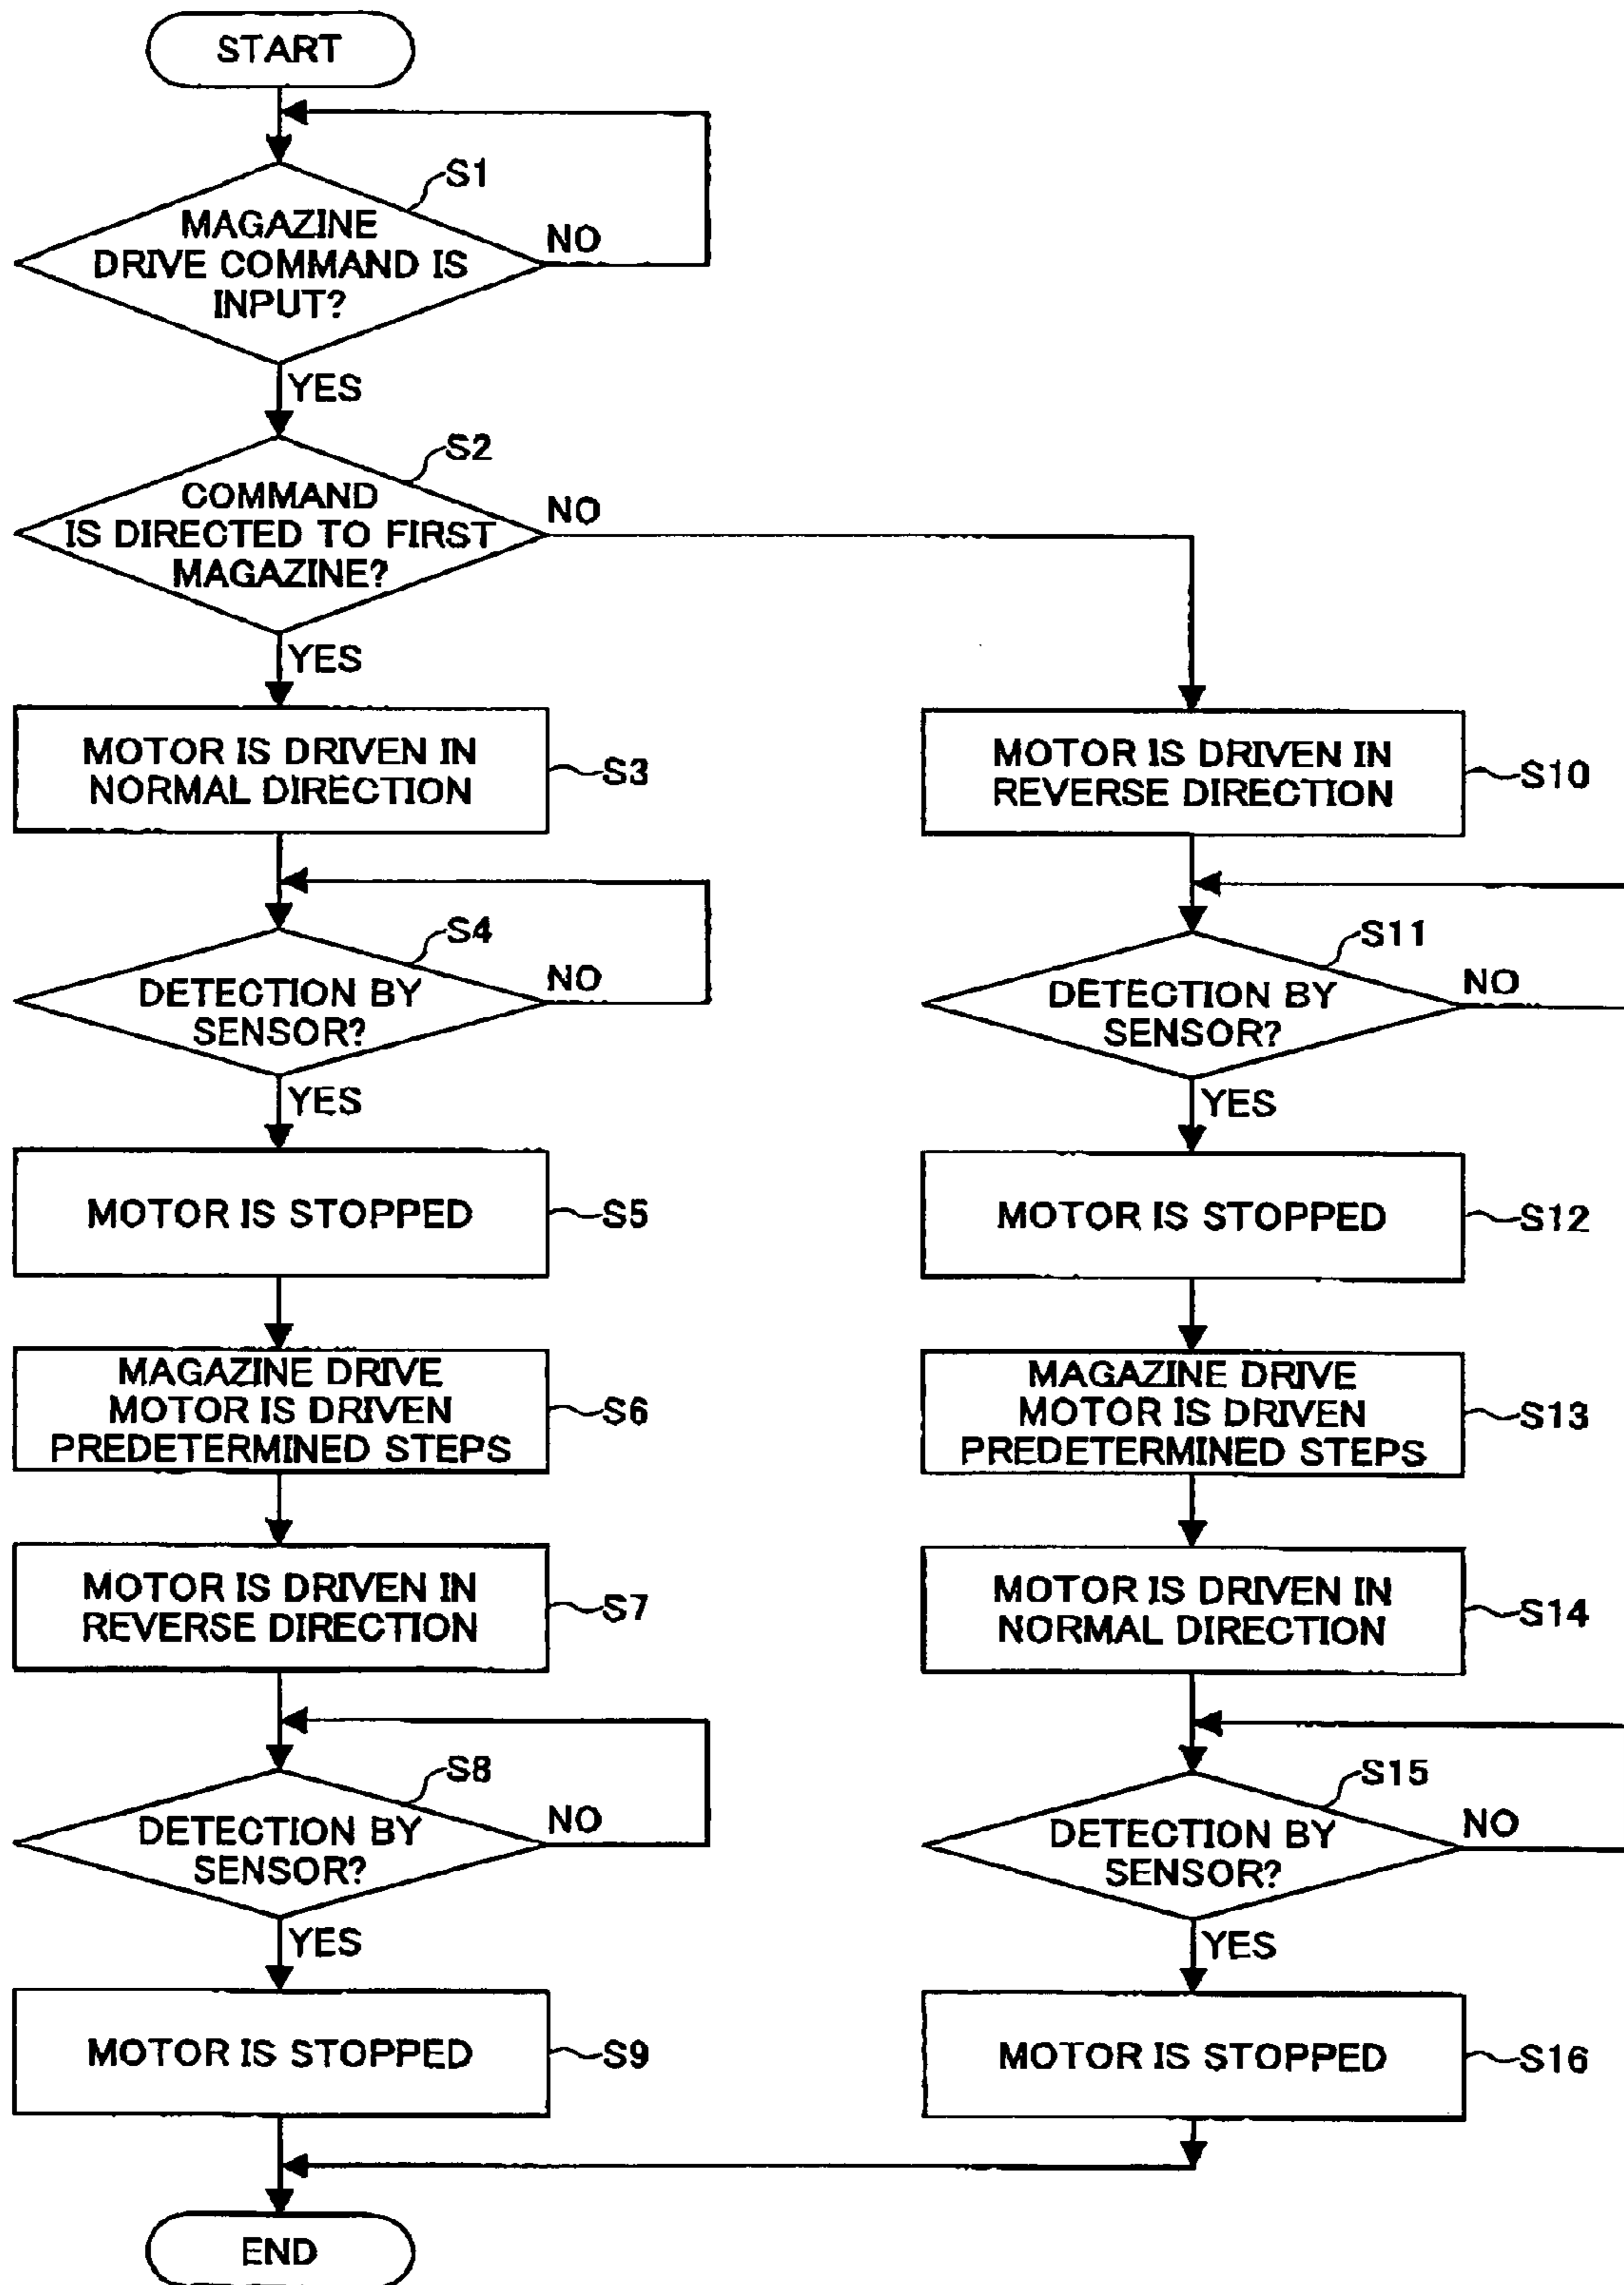 START
S1
MAGAZINE
DRIVE COMMAND IS
INPUT?
NO
YES
S2
COMMAND
IS DIRECTED TO FIRST
MAGAZINE?
NO
YES
MOTOR IS DRIVEN IN
NORMAL DIRECTION
S3
S4
DETECTION BY
SENSOR?
NO
YES
MOTOR IS STOPPED
S5
MAGAZINE DRIVE
MOTOR IS DRIVEN
PREDETERMINED STEPS
S6
MOTOR IS DRIVEN IN
REVERSE DIRECTION
S7
S8
DETECTION BY
SENSOR?
NO
YES
MOTOR IS STOPPED
S9
MOTOR IS DRIVEN IN
REVERSE DIRECTION
S10
S11
DETECTION BY
SENSOR?
NO
YES
MOTOR IS STOPPED
S12
MAGAZINE DRIVE
MOTOR IS DRIVEN
PREDETERMINED STEPS
S13
MOTOR IS DRIVEN IN
NORMAL DIRECTION
S14
S15
DETECTION BY
SENSOR?
NO
YES
MOTOR IS STOPPED
S16
END